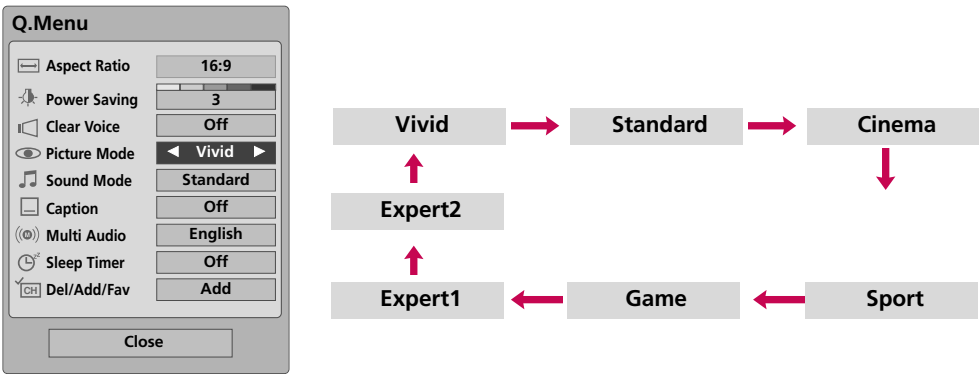 Q.Menu
Aspect Ratio 16:9
Power Saving 3
Clear Voice Off
Picture Mode ◄ Vivid ►
Sound Mode Standard
Caption Off
Multi Audio English
Sleep Timer Off
Del/Add/Fav Add
Close
Vivid Standard Cinema
Expert2
Expert1 Game Sport